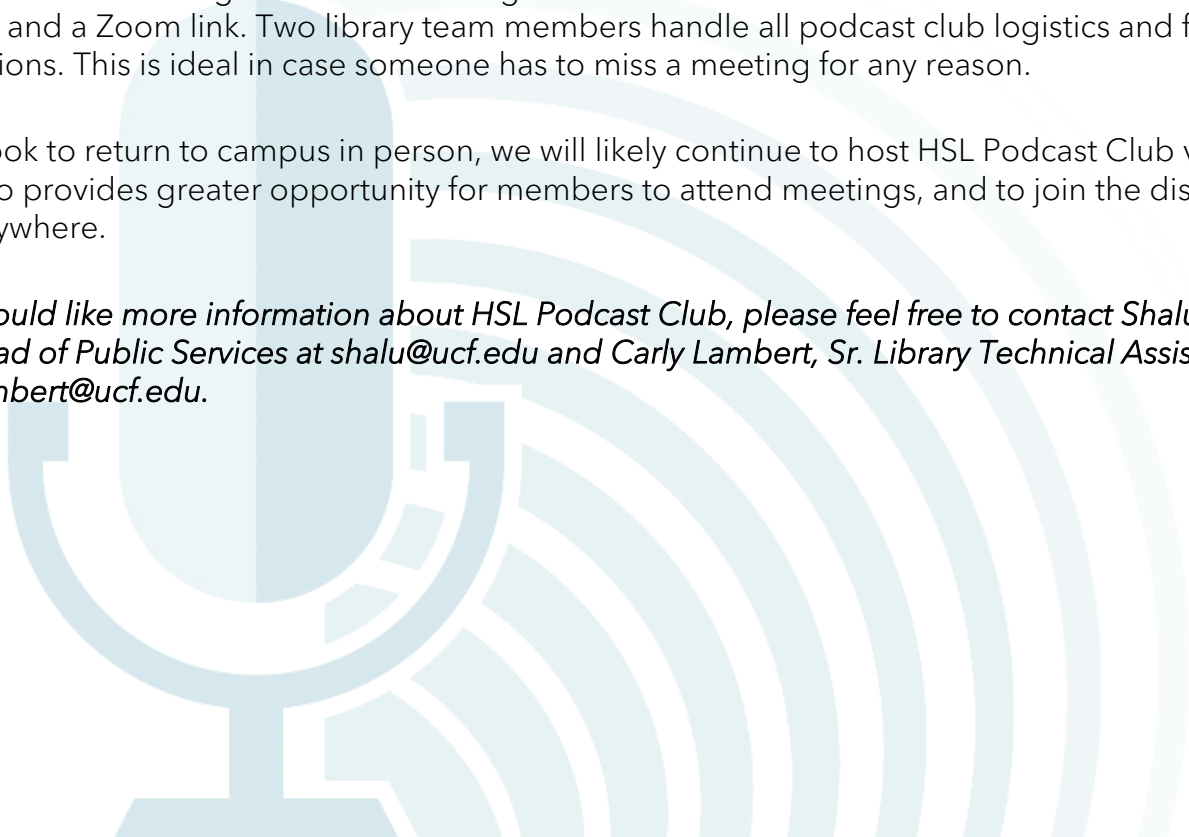 and a Zoom link. Two library team members handle all podcast club logistics and f
ions. This is ideal in case someone has to miss a meeting for any reason.
ok to return to campus in person, we will likely continue to host HSL Podcast Club v
o provides greater opportunity for members to attend meetings, and to join the dis
ywhere.
ould like more information about HSL Podcast Club, please feel free to contact Shalu
ad of Public Services at shalu@ucf.edu and Carly Lambert, Sr. Library Technical Assis
mbert@ucf.edu.